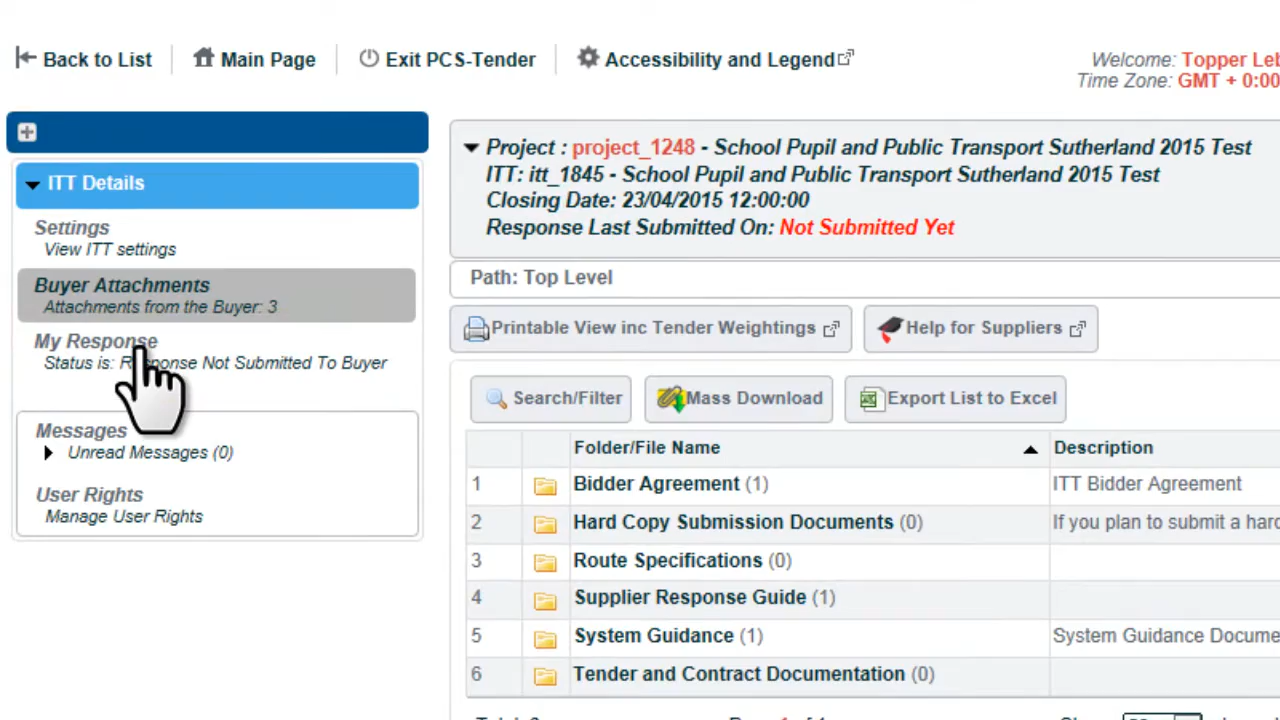 Back to List
Main Page
Exit PCS-Tender
Accessibility and Legend
Welcome: Topper Leb
Time Zone: GMT + 0:00
ITT Details
Settings
View ITT settings
Buyer Attachments
Attachments from the Buyer: 3
My Response
Status is: Response Not Submitted To Buyer
Messages
Unread Messages (0)
User Rights
Manage User Rights
Project : project_1248 - School Pupil and Public Transport Sutherland 2015 Test
ITT: itt_1845 - School Pupil and Public Transport Sutherland 2015 Test
Closing Date: 23/04/2015 12:00:00
Response Last Submitted On: Not Submitted Yet
Path: Top Level
Printable View inc Tender Weightings
Help for Suppliers
Search/Filter
Mass Download
Export List to Excel
Folder/File Name Description
1 Bidder Agreement (1) ITT Bidder Agreement
2 Hard Copy Submission Documents (0) If you plan to submit a hard
3 Route Specifications (0)
4 Supplier Response Guide (1)
5 System Guidance (1) System Guidance Docume
6 Tender and Contract Documentation (0)